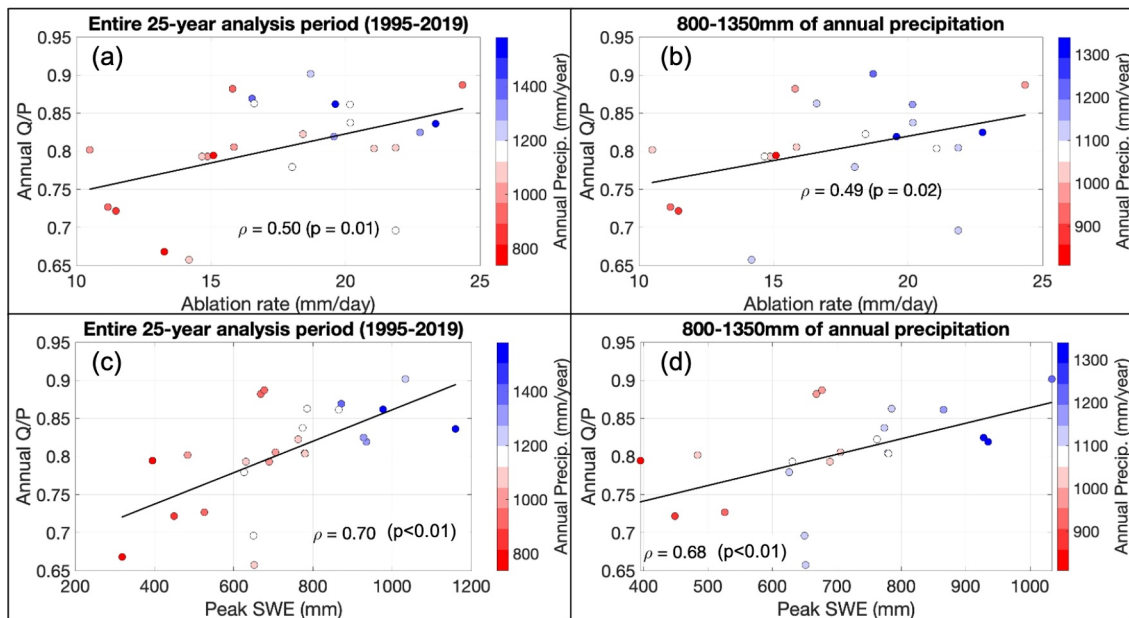 Entire 25-year analysis period (1995-2019)
(a)
0.95
0.9
0.85
0.8
0.75
0.7
0.65
Annual Q/P
ρ = 0.50 (p = 0.01)
10 15 20 25
Ablation rate (mm/day)
1400
1200
1000
800
Annual Precip. (mm/year)
800-1350mm of annual precipitation
(b)
0.95
0.9
0.85
0.8
0.75
0.7
0.65
Annual Q/P
ρ = 0.49 (p = 0.02)
10 15 20 25
Ablation rate (mm/day)
1300
1200
1100
1000
900
Annual Precip. (mm/year)
Entire 25-year analysis period (1995-2019)
(c)
0.95
0.9
0.85
0.8
0.75
0.7
0.65
Annual Q/P
ρ = 0.70 (p<0.01)
200 400 600 800 1000 1200
Peak SWE (mm)
1400
1200
1000
800
Annual Precip. (mm/year)
800-1350mm of annual precipitation
(d)
0.95
0.9
0.85
0.8
0.75
0.7
0.65
Annual Q/P
ρ = 0.68 (p<0.01)
400 500 600 700 800 900 1000
Peak SWE (mm)
1300
1200
1100
1000
900
Annual Precip. (mm/year)